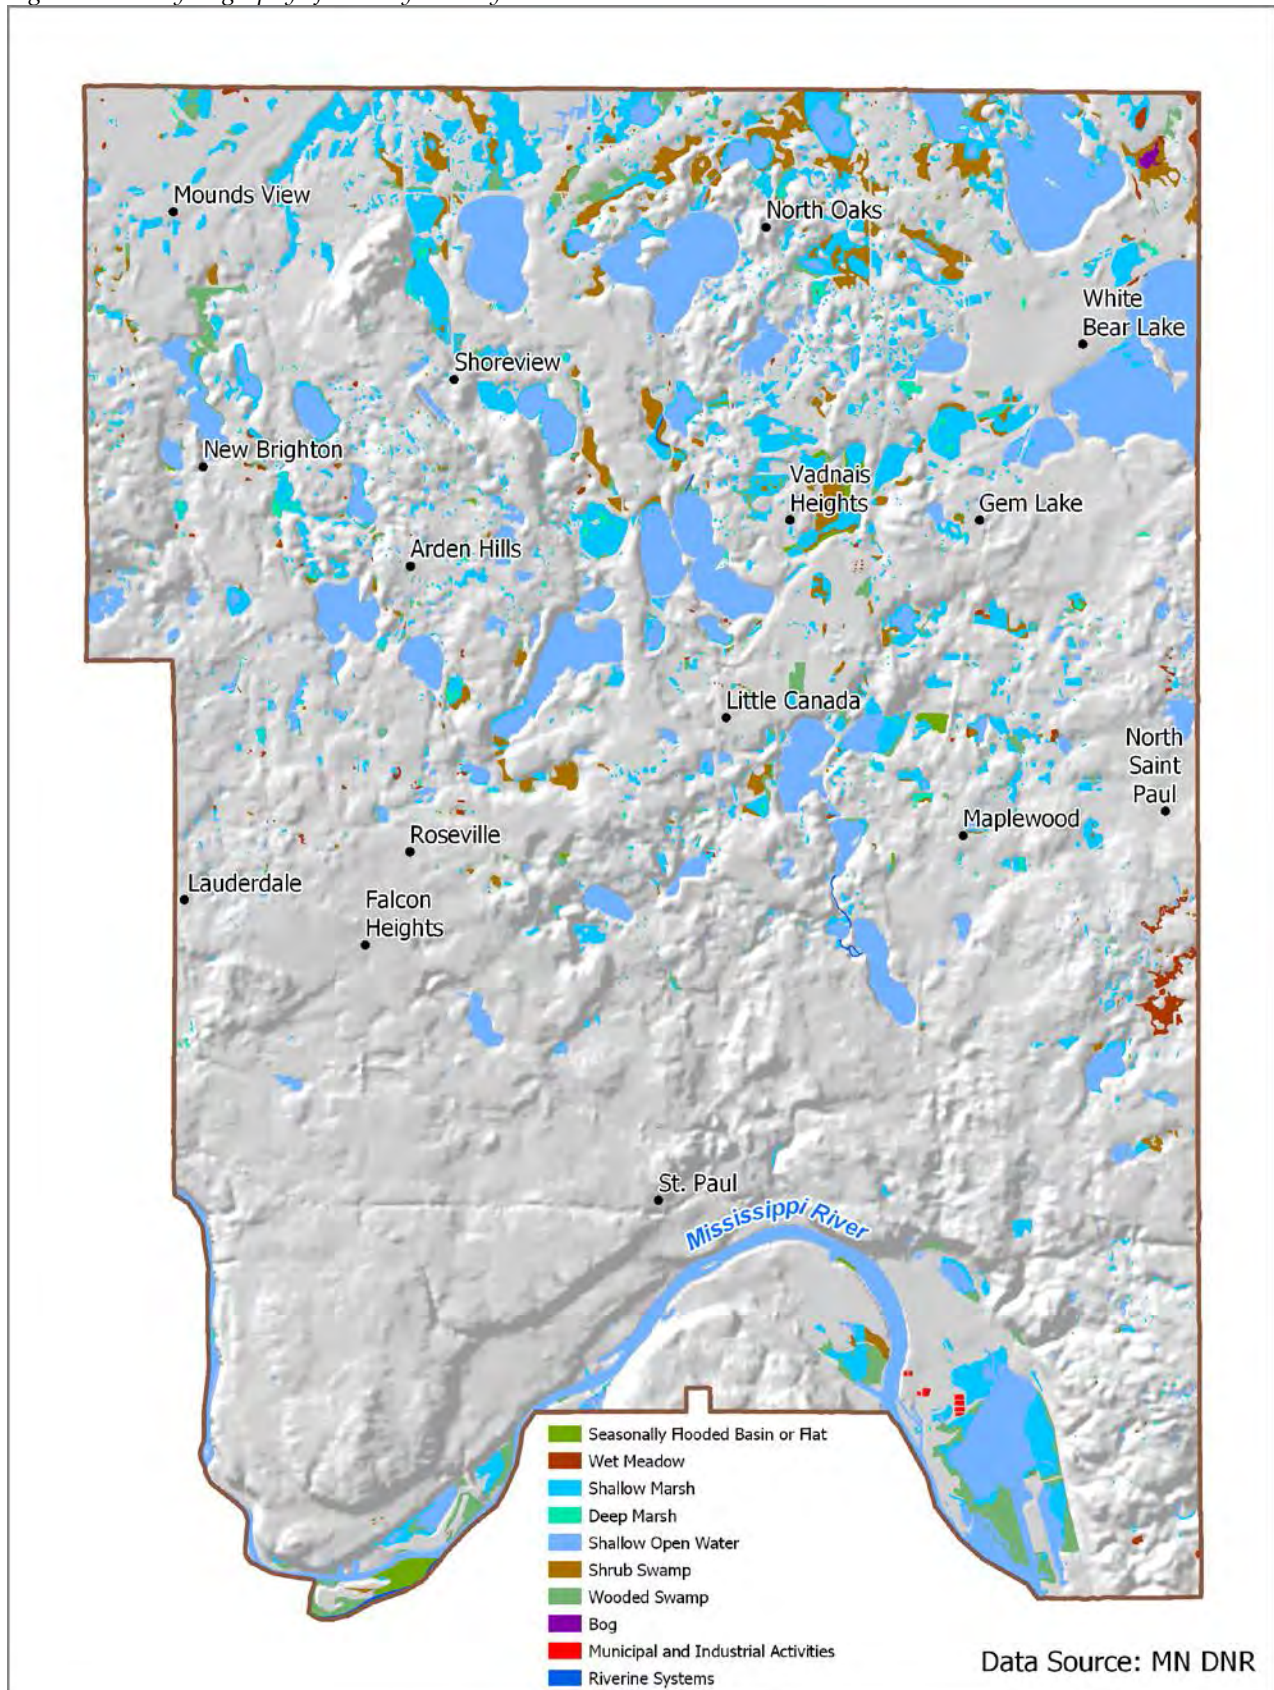 Mounds View
North Oaks
White
Bear Lake
Shoreview
New Brighton
Vadnais
Heights
Gem Lake
Arden Hills
Little Canada
North
Saint
Paul
Maplewood
Roseville
Lauderdale
Falcon
Heights
St. Paul
Mississippi River
Seasonally Flooded Basin or Flat
Wet Meadow
Shallow Marsh
Deep Marsh
Shallow Open Water
Shrub Swamp
Wooded Swamp
Bog
Municipal and Industrial Activities
Riverine Systems
Data Source: MN DNR